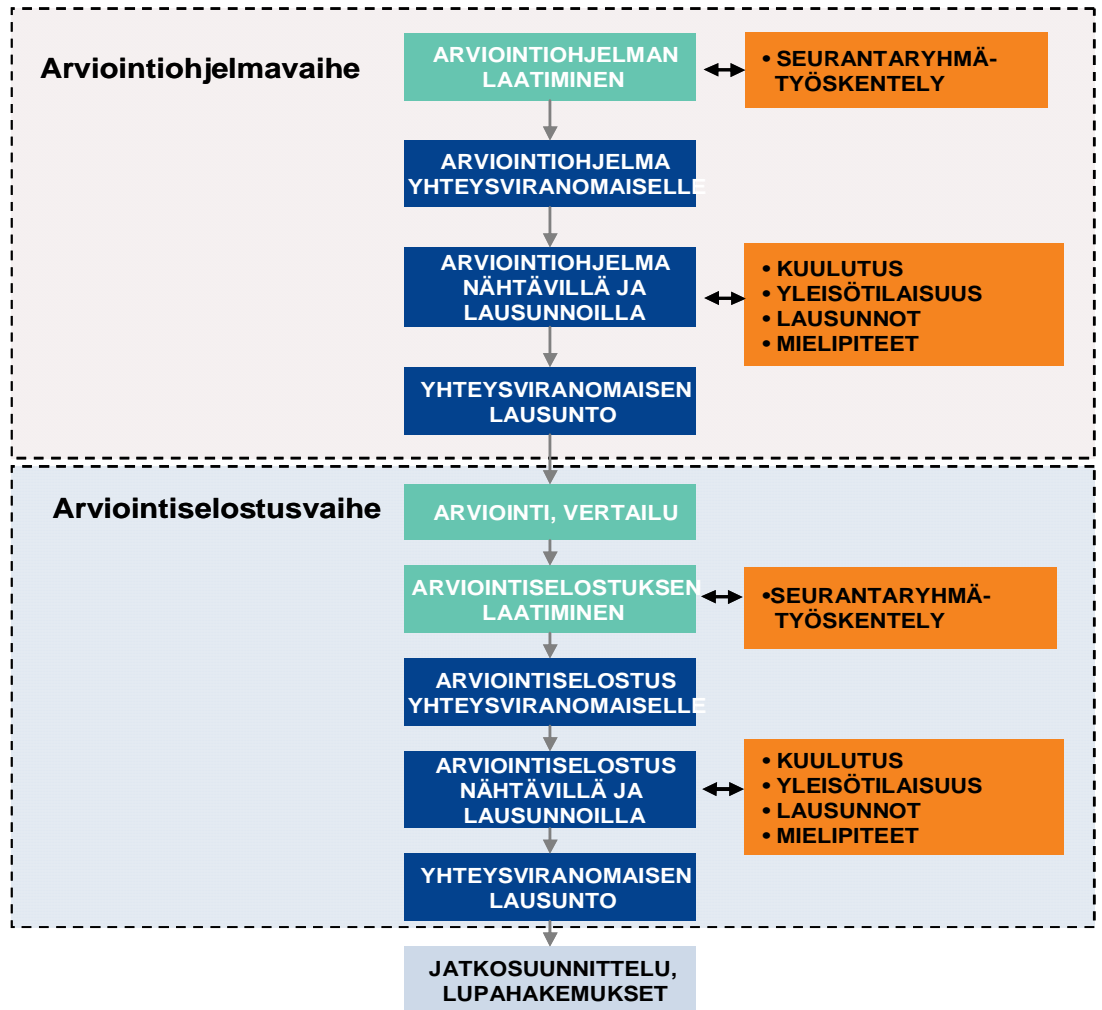 Arviointiohjelmavaihe
ARVIOINTIOHJELMAN
LAATIMINEN
• SEURANTARYHMÄ-
TYÖSKENTELY
ARVIOINTIOHJELMA
YHTEYSVIRANOMAISELLE
ARVIOINTIOHJELMA
NÄHTÄVILLÄ JA
LAUSUNNOILLA
• KUULUTUS
• YLEISÖTILAISUUS
• LAUSUNNOT
• MIELIPITEET
YHTEYSVIRANOMAISEN
LAUSUNTO
Arviointiselostusvaihe
ARVIOINTI, VERTAILU
ARVIOINTISELOSTUKSEN
LAATIMINEN
•SEURANTARYHMÄ-
TYÖSKENTELY
ARVIOINTISELOSTUS
YHTEYSVIRANOMAISELLE
ARVIOINTISELOSTUS
NÄHTÄVILLÄ JA
LAUSUNNOILLA
• KUULUTUS
• YLEISÖTILAISUUS
• LAUSUNNOT
• MIELIPITEET
YHTEYSVIRANOMAISEN
LAUSUNTO
JATKOSUUNNITTELU,
LUPAHAKEMUKSET